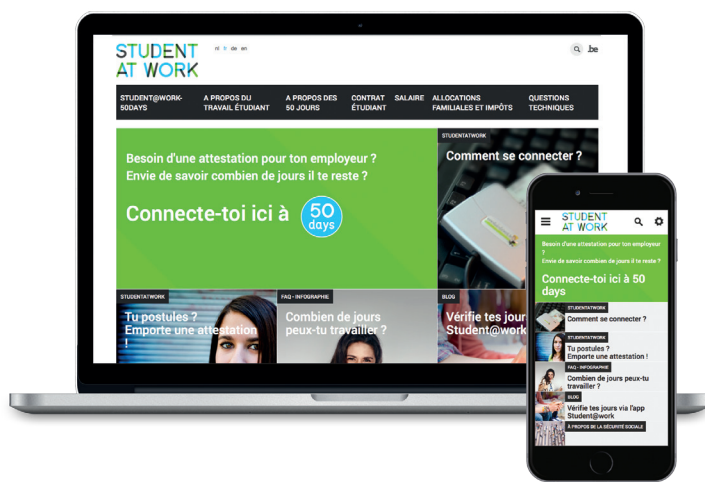 STUDENT
AT WORK
nl fr de en
.be
STUDENT@WORK-
50DAYS
A PROPOS DU
TRAVAIL ÉTUDIANT
A PROPOS DES
50 JOURS
CONTRAT
ÉTUDIANT
SALAIRE
ALLOCATIONS
FAMILIALES ET IMPÔTS
QUESTIONS
TECHNIQUES
Besoin d'une attestation pour ton employeur ?
Envie de savoir combien de jours il te reste ?
Connecte-toi ici à
50
days
STUDENTATWORK
Comment se connecter ?
STUDENTATWORK
Tu postules ?
Emporte une attestation
!
FAQ - INFOGRAPHIE
Combien de jours
peux-tu travailler ?
BLOG
Vérifie tes jour
Student@work
STUDENT
AT WORK
Besoin d'une attestation pour ton employeur
?
Envie de savoir combien de jours il te reste ?
Connecte-toi ici à 50
days
STUDENTATWORK
Comment se connecter ?
STUDENTATWORK
Tu postules ?
Emporte une attestation !
FAQ - INFOGRAPHIE
Combien de jours peux-tu
travailler ?
BLOG
Vérifie tes jours via l'app
Student@work
À PROPOS DE LA SÉCURITÉ SOCIALE